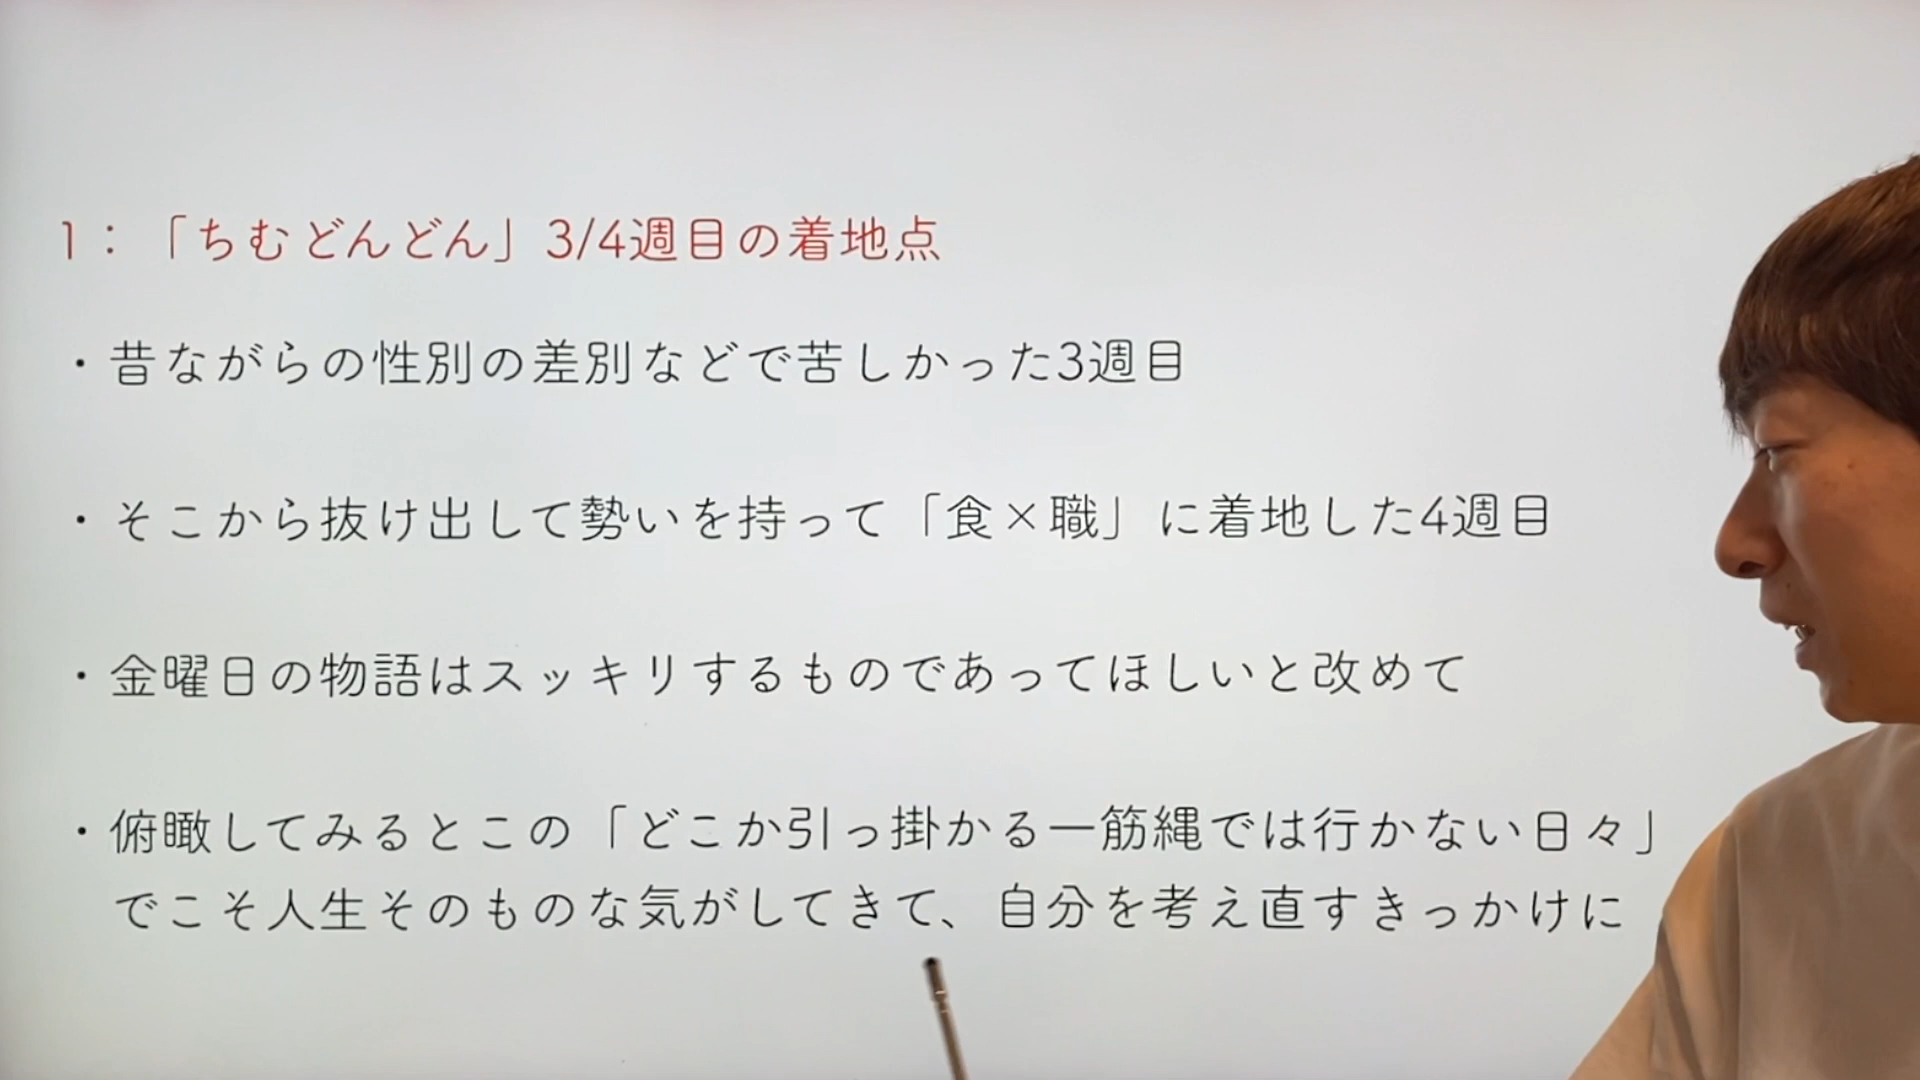 1：「ちむどんどん」3/4週目の着地点
・昔ながらの性別の差別などで苦しかった3週目
・そこから抜け出して勢いを持って「食×職」に着地した4週目
・金曜日の物語はスッキリするものであってほしいと改めて
・俯瞰してみるとこの「どこか引っ掛かる一筋縄では行かない日々」
でこそ人生そのものな気がしてきて、自分を考え直すきっかけに